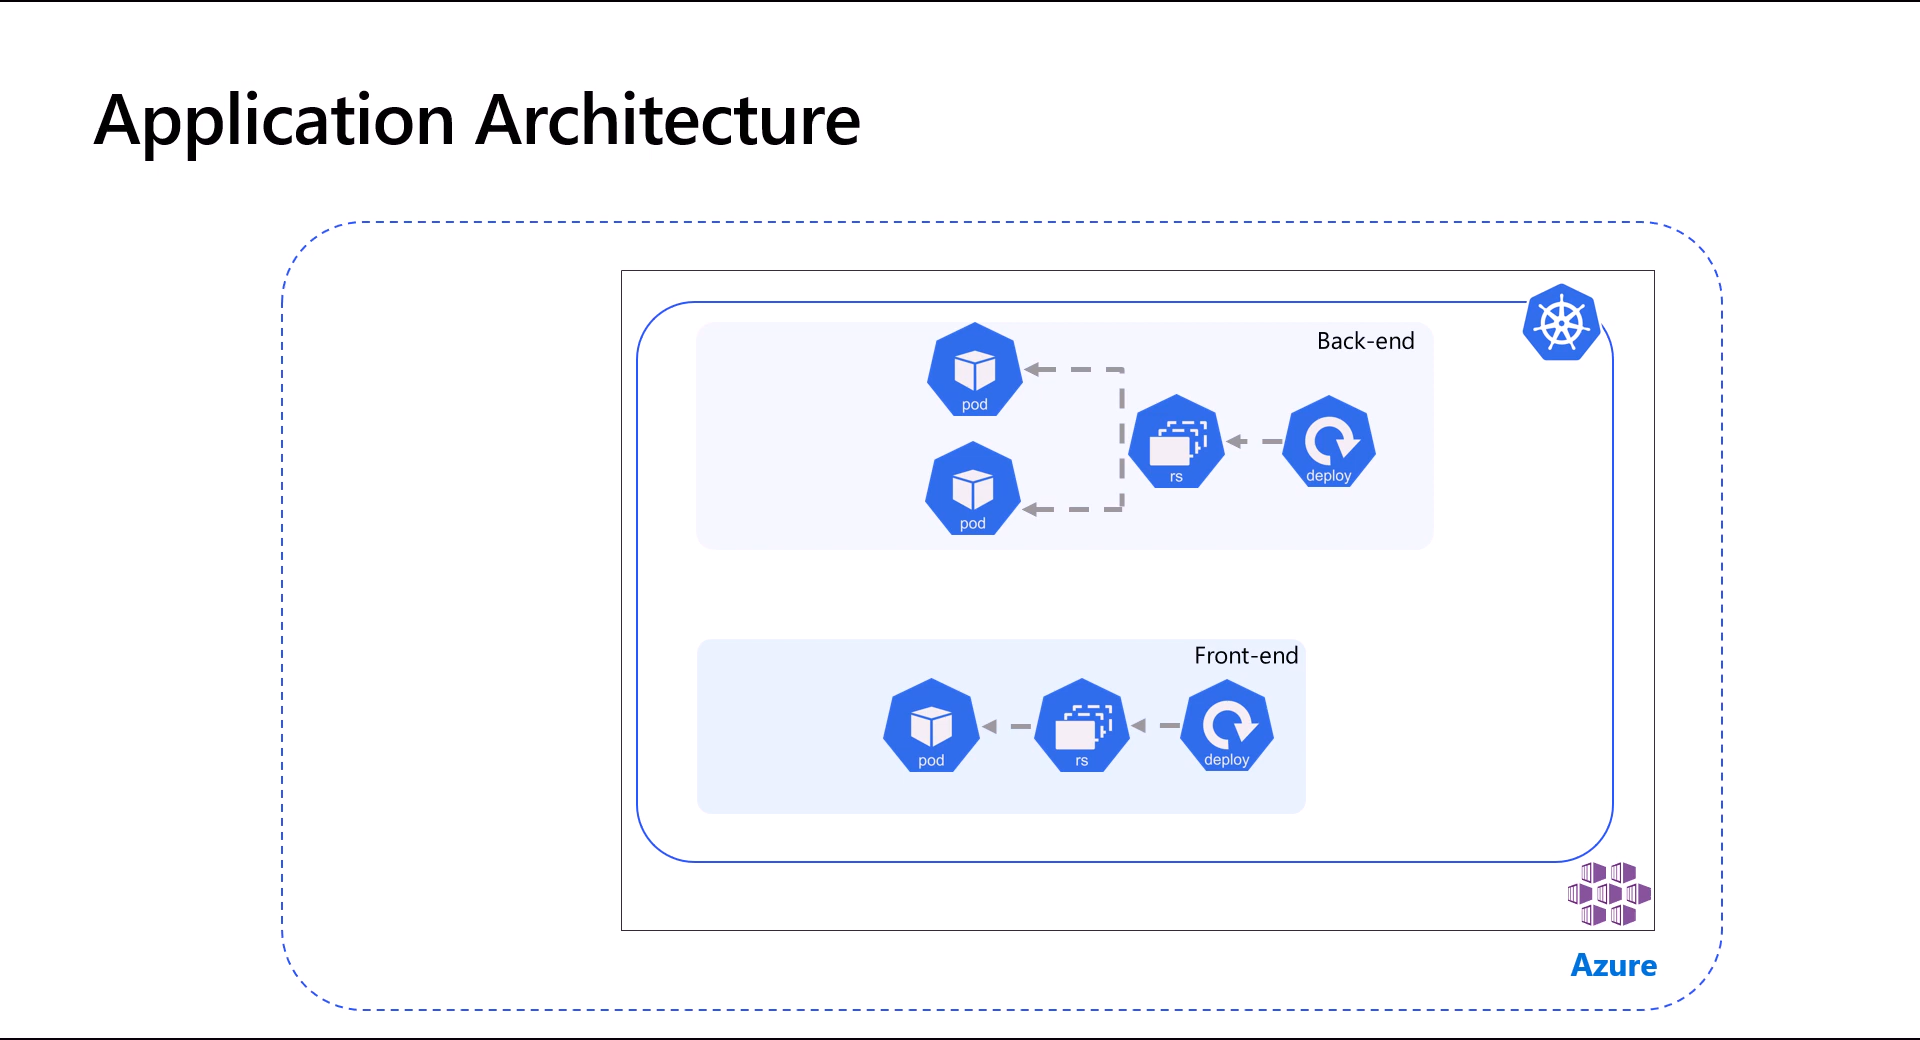 Application Architecture
Back-end
pod
rs
deploy
pod
Front-end
pod
rs
deploy
Azure